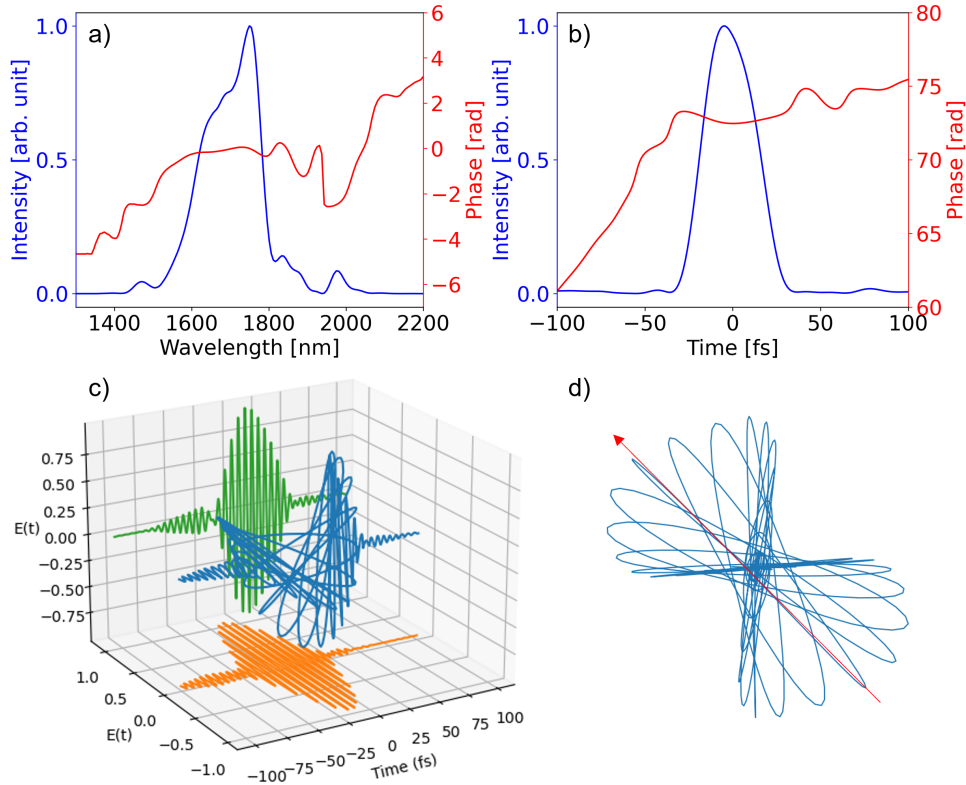 a)
Intensity [arb. unit]
1.0
0.5
0.0
6
4
2
0
−2
−4
−6
Phase [rad]
1400 1600 1800 2000 2200
Wavelength [nm]
b)
Intensity [arb. unit]
1.0
0.5
0.0
80
75
70
65
60
Phase [rad]
−100 −50 0 50 100
Time [fs]
c)
E(t)
0.75
0.50
0.25
0.00
−0.25
−0.50
−0.75
E(t)
1.0
0.5
0.0
−0.5
−1.0
−100 −75 −50 −25 0 25 50 75 100
Time (fs)
d)